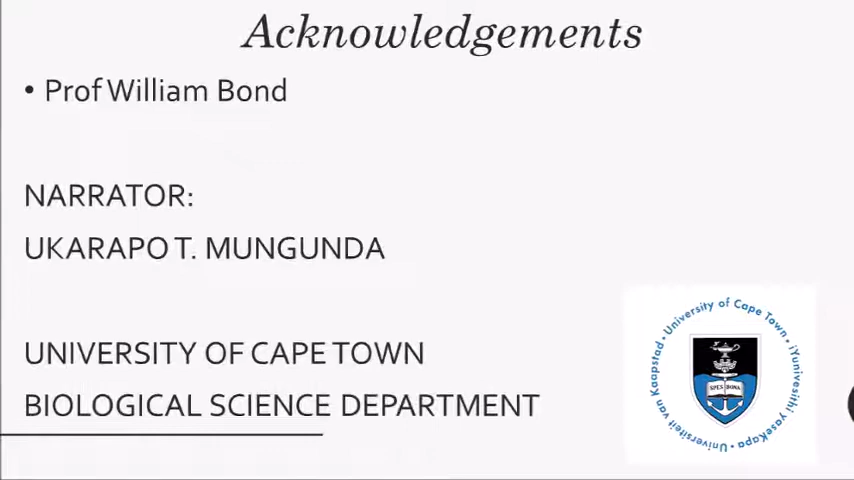 Acknowledgements
• Prof William Bond
NARRATOR:
UKARAPO T. MUNGUNDA
UNIVERSITY OF CAPE TOWN
BIOLOGICAL SCIENCE DEPARTMENT
University of Cape Town • iYunivesithi yaseKapa • Universiteit van Kaapstad •
SPES BONA